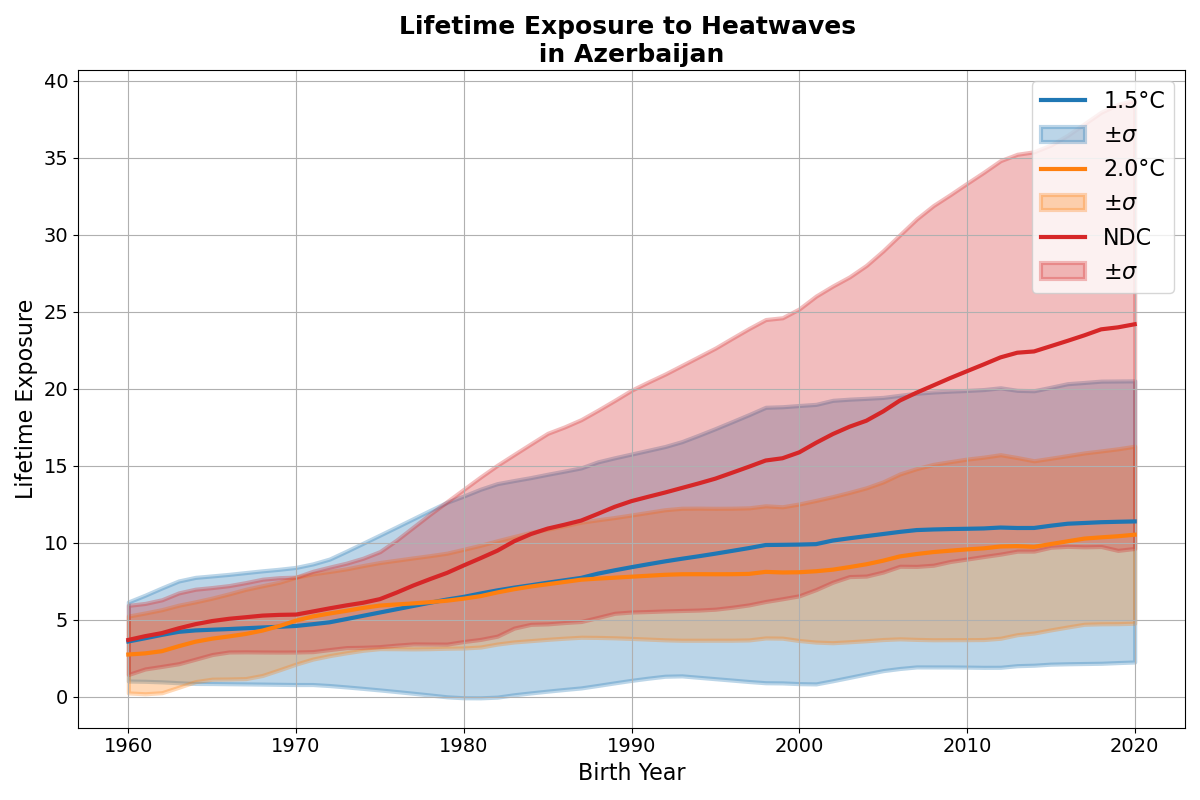 Lifetime Exposure to Heatwaves
in Azerbaijan
40
35
30
25
20
15
10
5
0
Lifetime Exposure
1960
1970
1980
1990
2000
2010
2020
Birth Year
1.5°C
±σ
2.0°C
±σ
NDC
±σ